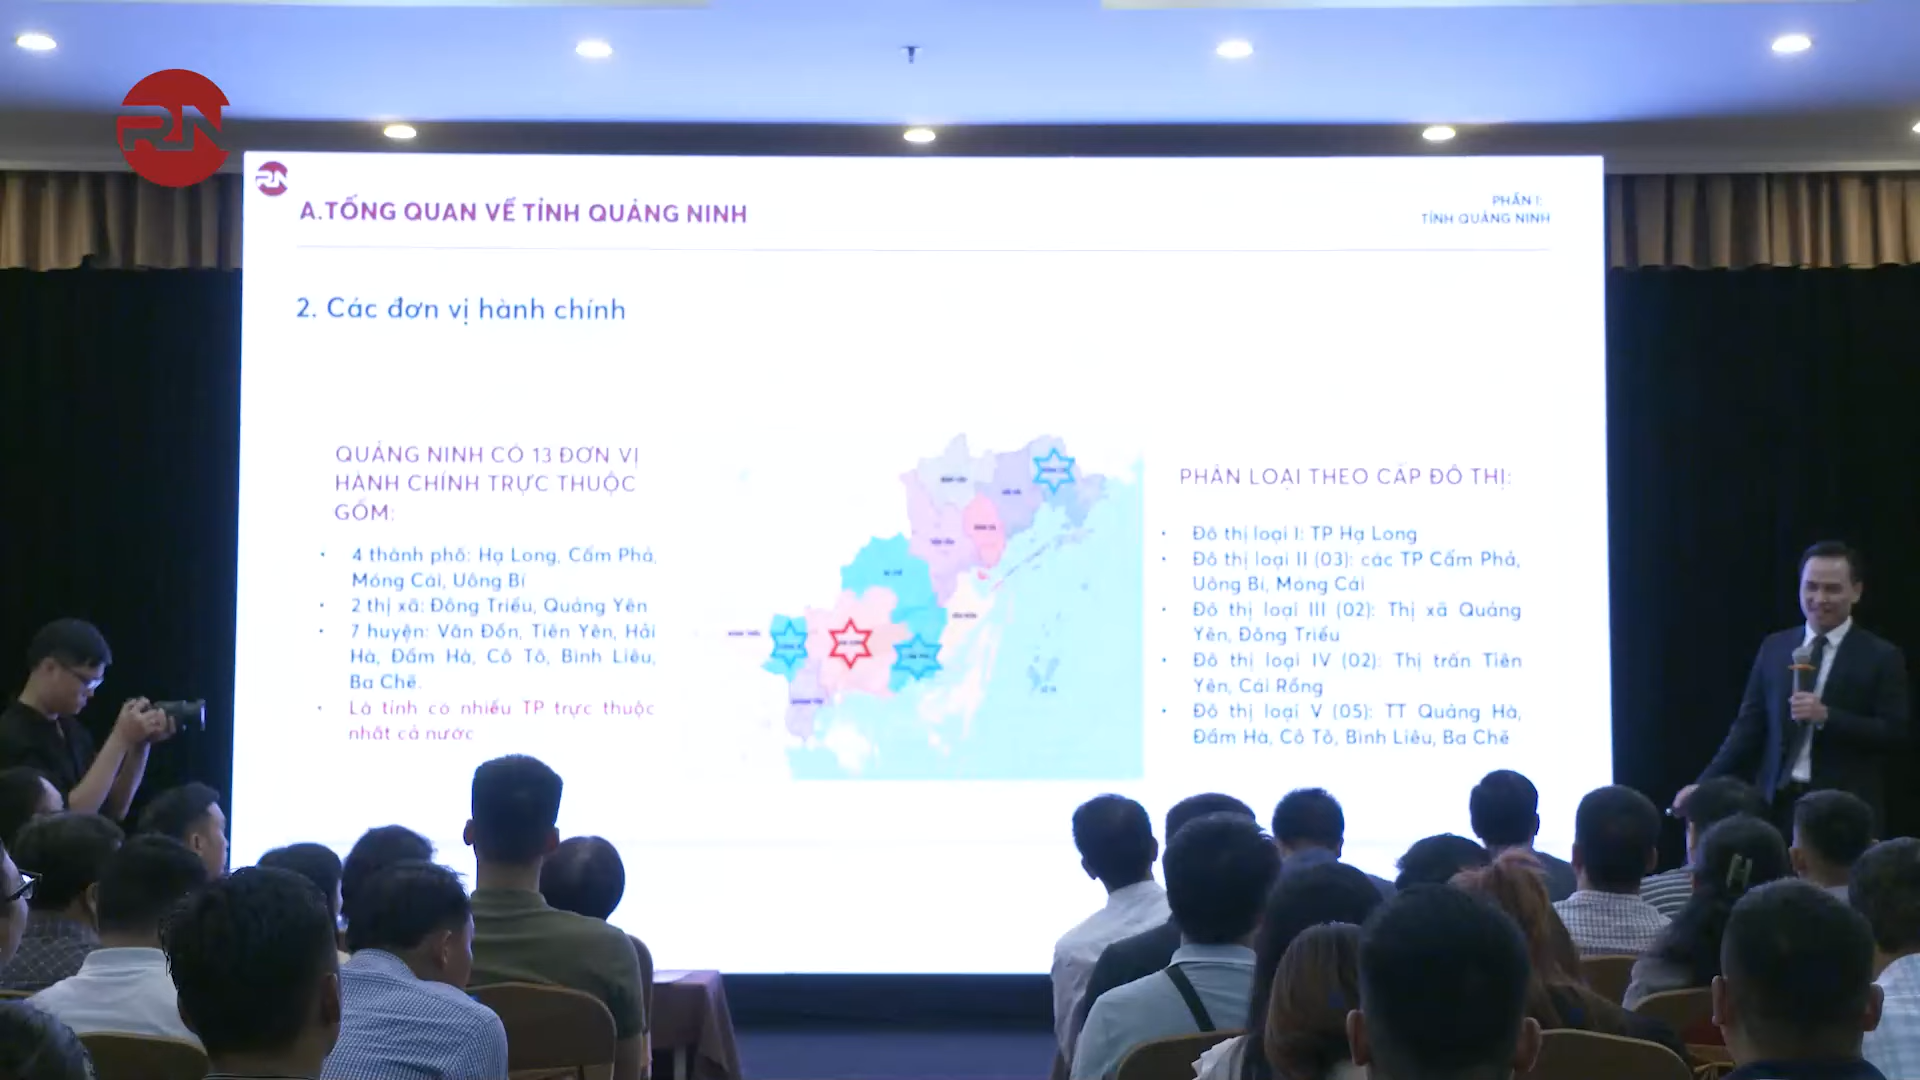 RN
RN
A.TỔNG QUAN VỀ TỈNH QUẢNG NINH
PHẦN I:
TỈNH QUẢNG NINH
2. Các đơn vị hành chính
QUẢNG NINH CÓ 13 ĐƠN VỊ
HÀNH CHÍNH TRỰC THUỘC
GỒM:
• 4 thành phố: Hạ Long, Cẩm Phả,
Móng Cái, Uông Bí
• 2 thị xã: Đông Triều, Quảng Yên
• 7 huyện: Vân Đồn, Tiên Yên, Hải
Hà, Đầm Hà, Cô Tô, Bình Liêu,
Ba Chẽ.
• Là tỉnh có nhiều TP trực thuộc
nhất cả nước
PHÂN LOẠI THEO CẤP ĐÔ THỊ:
• Đô thị loại I: TP Hạ Long
• Đô thị loại II (03): các TP Cẩm Phả,
Uông Bí, Móng Cái
• Đô thị loại III (02): Thị xã Quảng
Yên, Đông Triều
• Đô thị loại IV (02): Thị trấn Tiên
Yên, Cái Rồng
• Đô thị loại V (05): TT Quảng Hà,
Đầm Hà, Cô Tô, Bình Liêu, Ba Chẽ